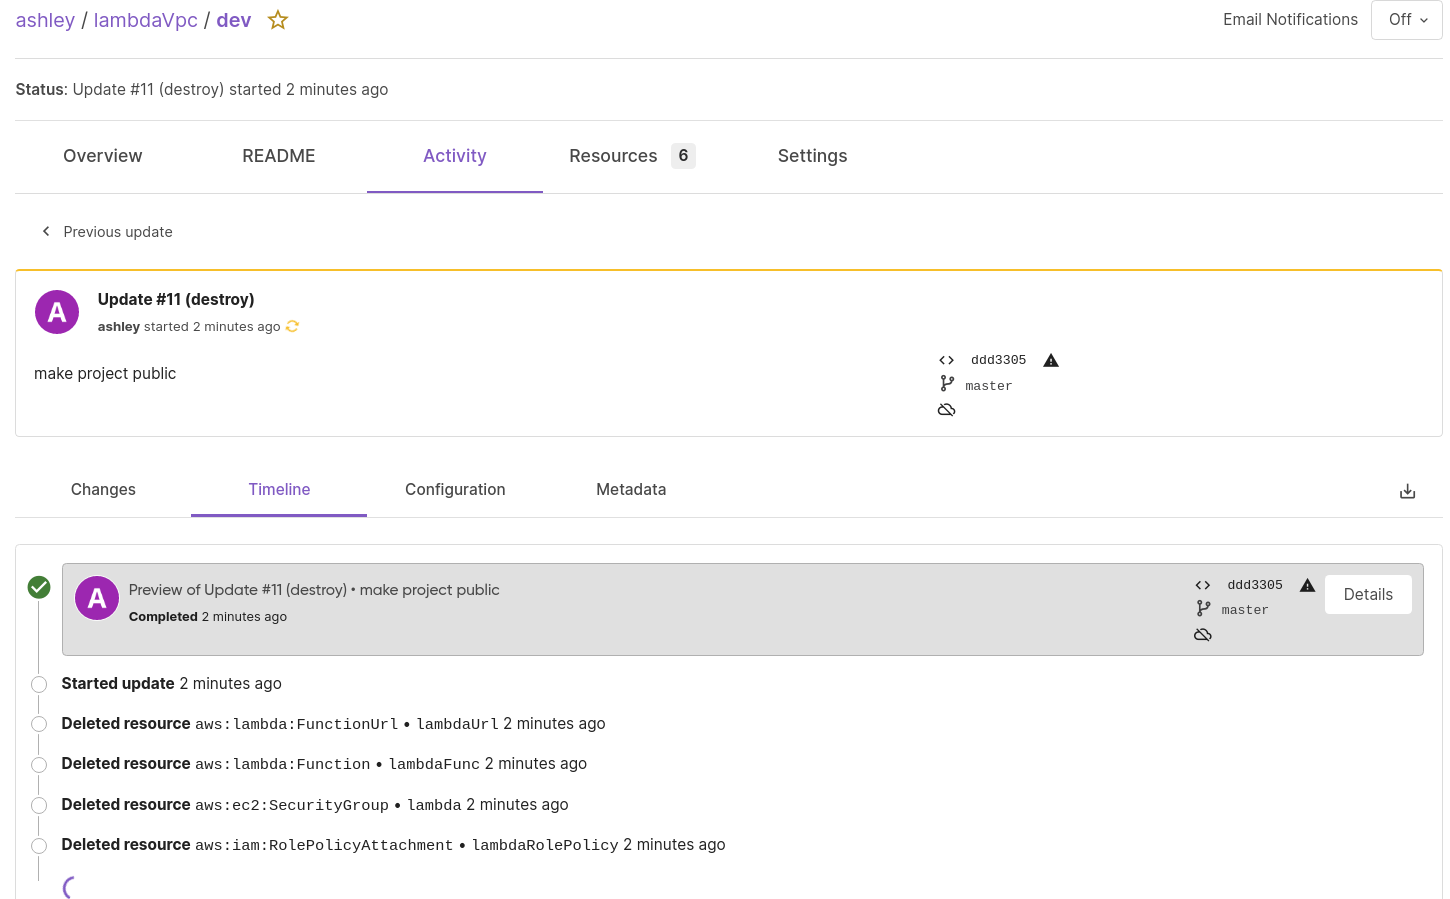 ashley / lambdaVpc / dev
Email Notifications Off
Status: Update #11 (destroy) started 2 minutes ago
Overview README Activity Resources 6 Settings
Previous update
A
Update #11 (destroy)
ashley started 2 minutes ago
make project public
ddd3305
master
Changes Timeline Configuration Metadata
A
Preview of Update #11 (destroy) • make project public
Completed 2 minutes ago
ddd3305
master
Details
Started update 2 minutes ago
Deleted resource aws:lambda:FunctionUrl • lambdaUrl 2 minutes ago
Deleted resource aws:lambda:Function • lambdaFunc 2 minutes ago
Deleted resource aws:ec2:SecurityGroup • lambda 2 minutes ago
Deleted resource aws:iam:RolePolicyAttachment • lambdaRolePolicy 2 minutes ago